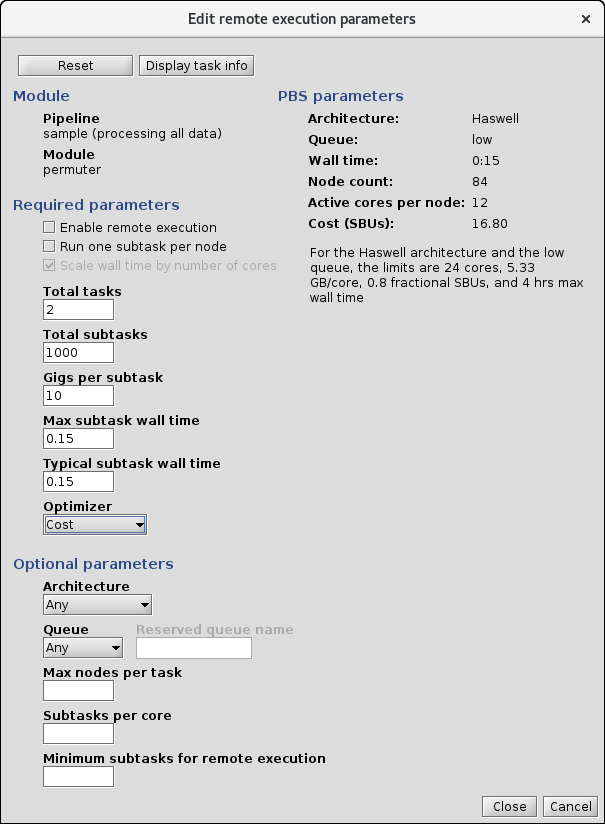 Edit remote execution parameters
Reset
Display task info
Module
Pipeline
sample (processing all data)
Module
permuter
Required parameters
Enable remote execution
Run one subtask per node
Scale wall time by number of cores
Total tasks
2
Total subtasks
1000
Gigs per subtask
10
Max subtask wall time
0.15
Typical subtask wall time
0.15
Optimizer
Cost
Optional parameters
Architecture
Any
Queue
Reserved queue name
Any
Max nodes per task
Subtasks per core
Minimum subtasks for remote execution
PBS parameters
Architecture: Haswell
Queue: low
Wall time: 0:15
Node count: 84
Active cores per node: 12
Cost (SBUs): 16.80
For the Haswell architecture and the low
queue, the limits are 24 cores, 5.33
GB/core, 0.8 fractional SBUs, and 4 hrs max
wall time
Close
Cancel